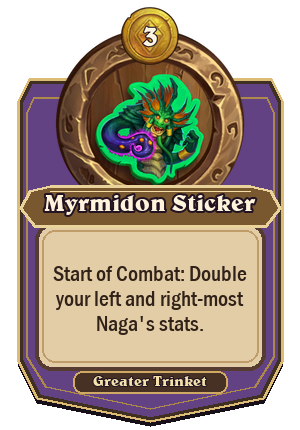 3
Myrmidon Sticker
Start of Combat: Double
your left and right-most
Naga's stats.
Greater Trinket